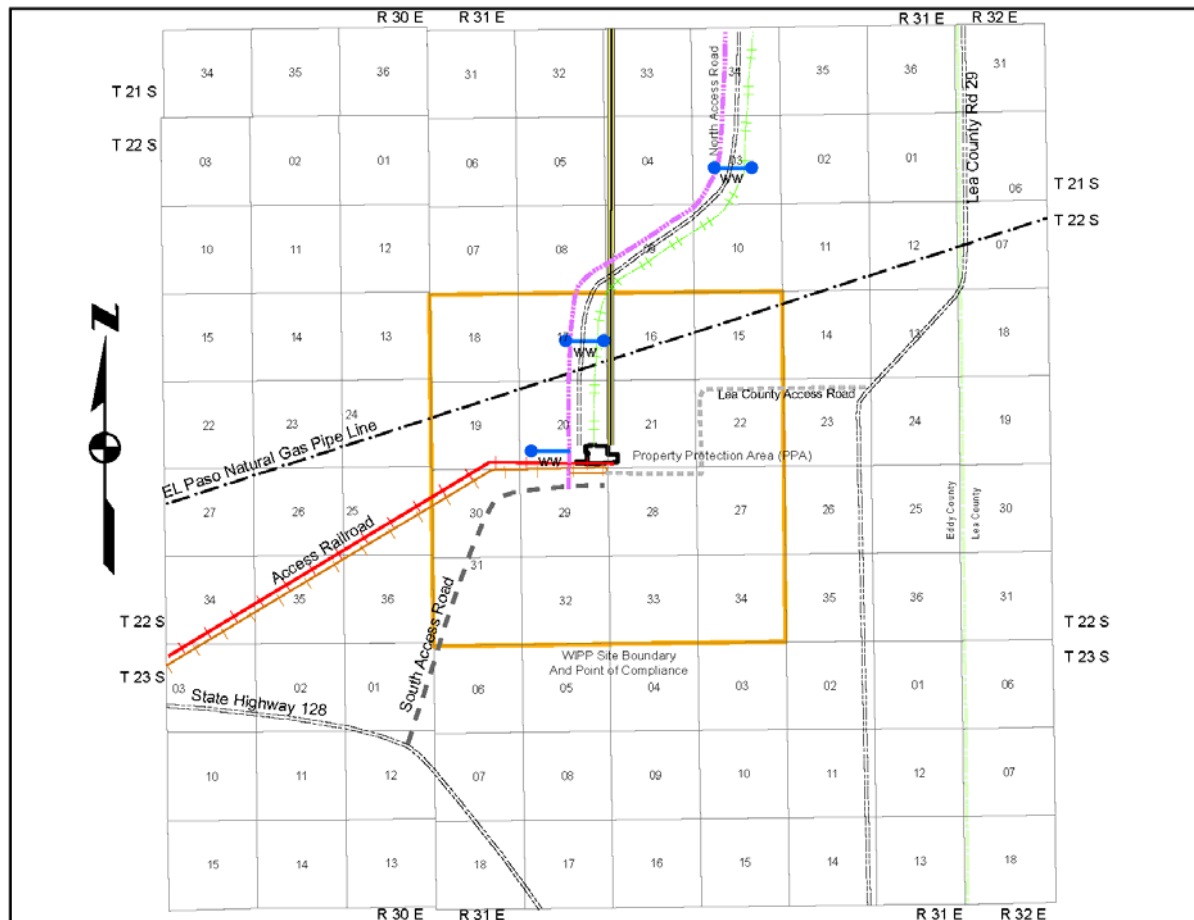 R 30 E R 31 E R 31 E R 32 E
34 35 36 31 32 33 34 35 36 31
T 21 S
North Access Road
Lea County Rd 29
T 22 S
03 02 01 06 05 04 03 02 01 06
WW
T 21 S
T 22 S
10 11 12 07 08 09 10 11 12 07
15 14 13 18 17 16 15 14 13 18
WW
N
Lea County Access Road
22 23 24 19 20 21 22 23 24 19
EL Paso Natural Gas Pipe Line
WW
Property Protection Area (PPA)
27 26 25 30 29 28 27 26 25 30
Eddy County
Lea County
Access Railroad
31
34 35 36 32 33 34 35 36 31
T 22 S
T 22 S
South Access Road
WIPP Site Boundary
And Point of Compliance
T 23 S
T 23 S
03 02 01 06 05 04 03 02 01 06
State Highway 128
10 11 12 07 08 09 10 11 12 07
15 14 13 18 17 16 15 14 13 18
R 30 E R 31 E R 31 E R 32 E